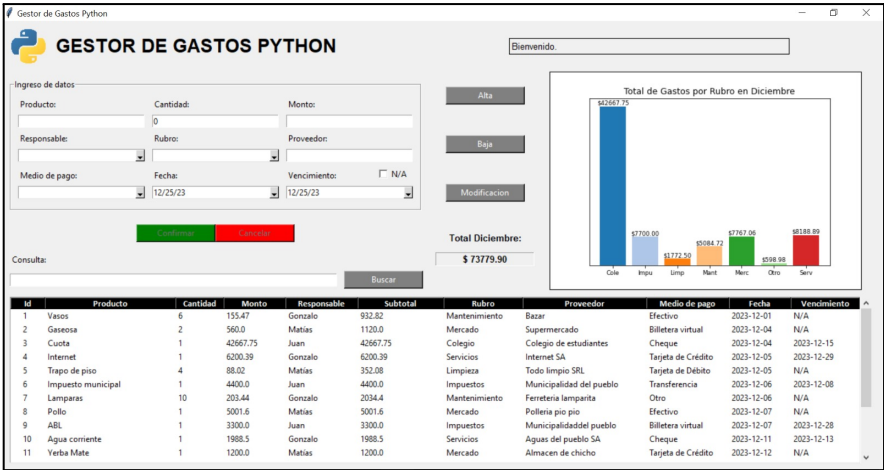 Gestor de Gastos Python
GESTOR DE GASTOS PYTHON
Bienvenido.
Ingreso de datos
Producto: Cantidad: Monto:
0
Responsable: Rubro: Proveedor:
Medio de pago: Fecha: Vencimiento: N/A
12/25/23 12/25/23
Confirmar Cancelar
Alta
Baja
Modificacion
Total Diciembre:
$ 73779.90
Consulta:
Buscar
Total de Gastos por Rubro en Diciembre
$42667.75
$7700.00 $1772.50 $5084.72 $7767.06 $598.98 $8188.89
Cole Impu Limp Mant Merc Otro Serv
Id Producto Cantidad Monto Responsable Subtotal Rubro Proveedor Medio de pago Fecha Vencimiento
1 Vasos 6 155.47 Gonzalo 932.82 Mantenimiento Bazar Efectivo 2023-12-01 N/A
2 Gaseosa 2 560.0 Matías 1120.0 Mercado Supermercado Billetera virtual 2023-12-04 N/A
3 Cuota 1 42667.75 Juan 42667.75 Colegio Colegio de estudiantes Cheque 2023-12-04 2023-12-15
4 Internet 1 6200.39 Gonzalo 6200.39 Servicios Internet SA Tarjeta de Crédito 2023-12-05 2023-12-29
5 Trapo de piso 4 88.02 Matías 352.08 Limpieza Todo limpio SRL Tarjeta de Débito 2023-12-05 N/A
6 Impuesto municipal 1 4400.0 Juan 4400.0 Impuestos Municipalidad del pueblo Transferencia 2023-12-06 2023-12-08
7 Lamparas 10 203.44 Gonzalo 2034.4 Mantenimiento Ferreteria lamparita Otro 2023-12-06 N/A
8 Pollo 1 5001.6 Matías 5001.6 Mercado Polleria pio pio Efectivo 2023-12-07 N/A
9 ABL 1 3300.0 Juan 3300.0 Impuestos Municipalidaddel pueblo Billetera virtual 2023-12-07 2023-12-28
10 Agua corriente 1 1988.5 Gonzalo 1988.5 Servicios Aguas del pueblo SA Cheque 2023-12-11 2023-12-13
11 Yerba Mate 1 1200.0 Matías 1200.0 Mercado Almacen de chicho Tarjeta de Crédito 2023-12-12 N/A